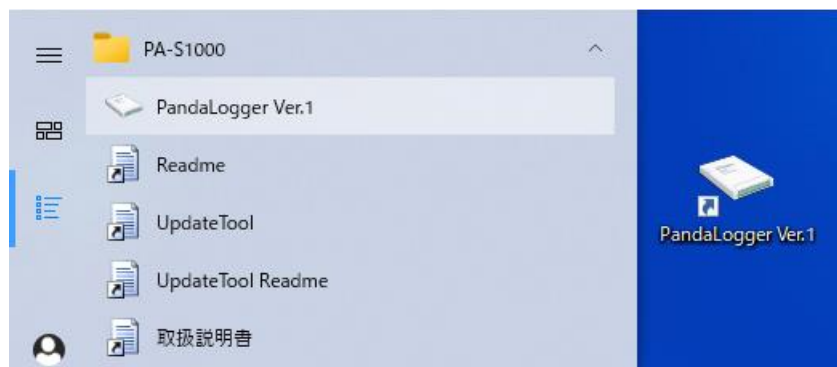 PA-S1000
PandaLogger Ver.1
Readme
UpdateTool
UpdateTool Readme
取扱説明書
PandaLogger Ver.1